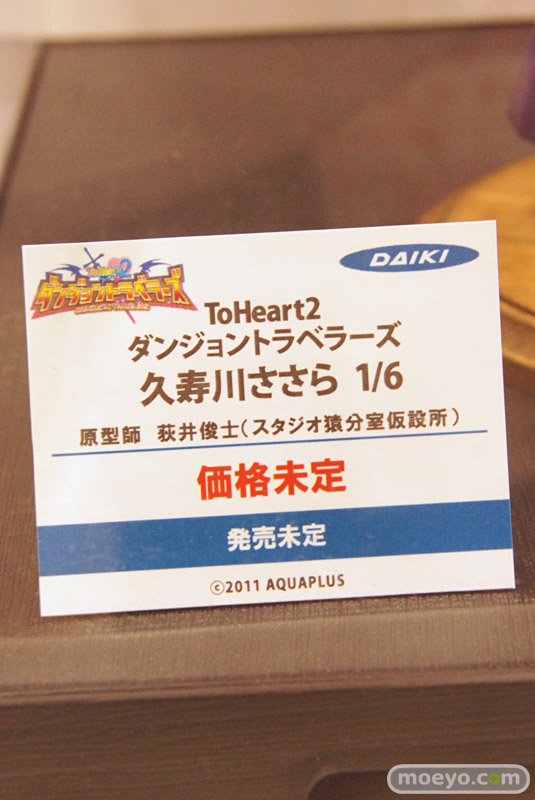 ToHeart2
ダンジョントラベラーズ
DAIKI
ToHeart2
ダンジョントラベラーズ
久寿川ささら 1/6
原型師 荻井俊士(スタジオ猿分室仮設所)
価格未定
発売未定
©2011 AQUAPLUS
moeyo.com